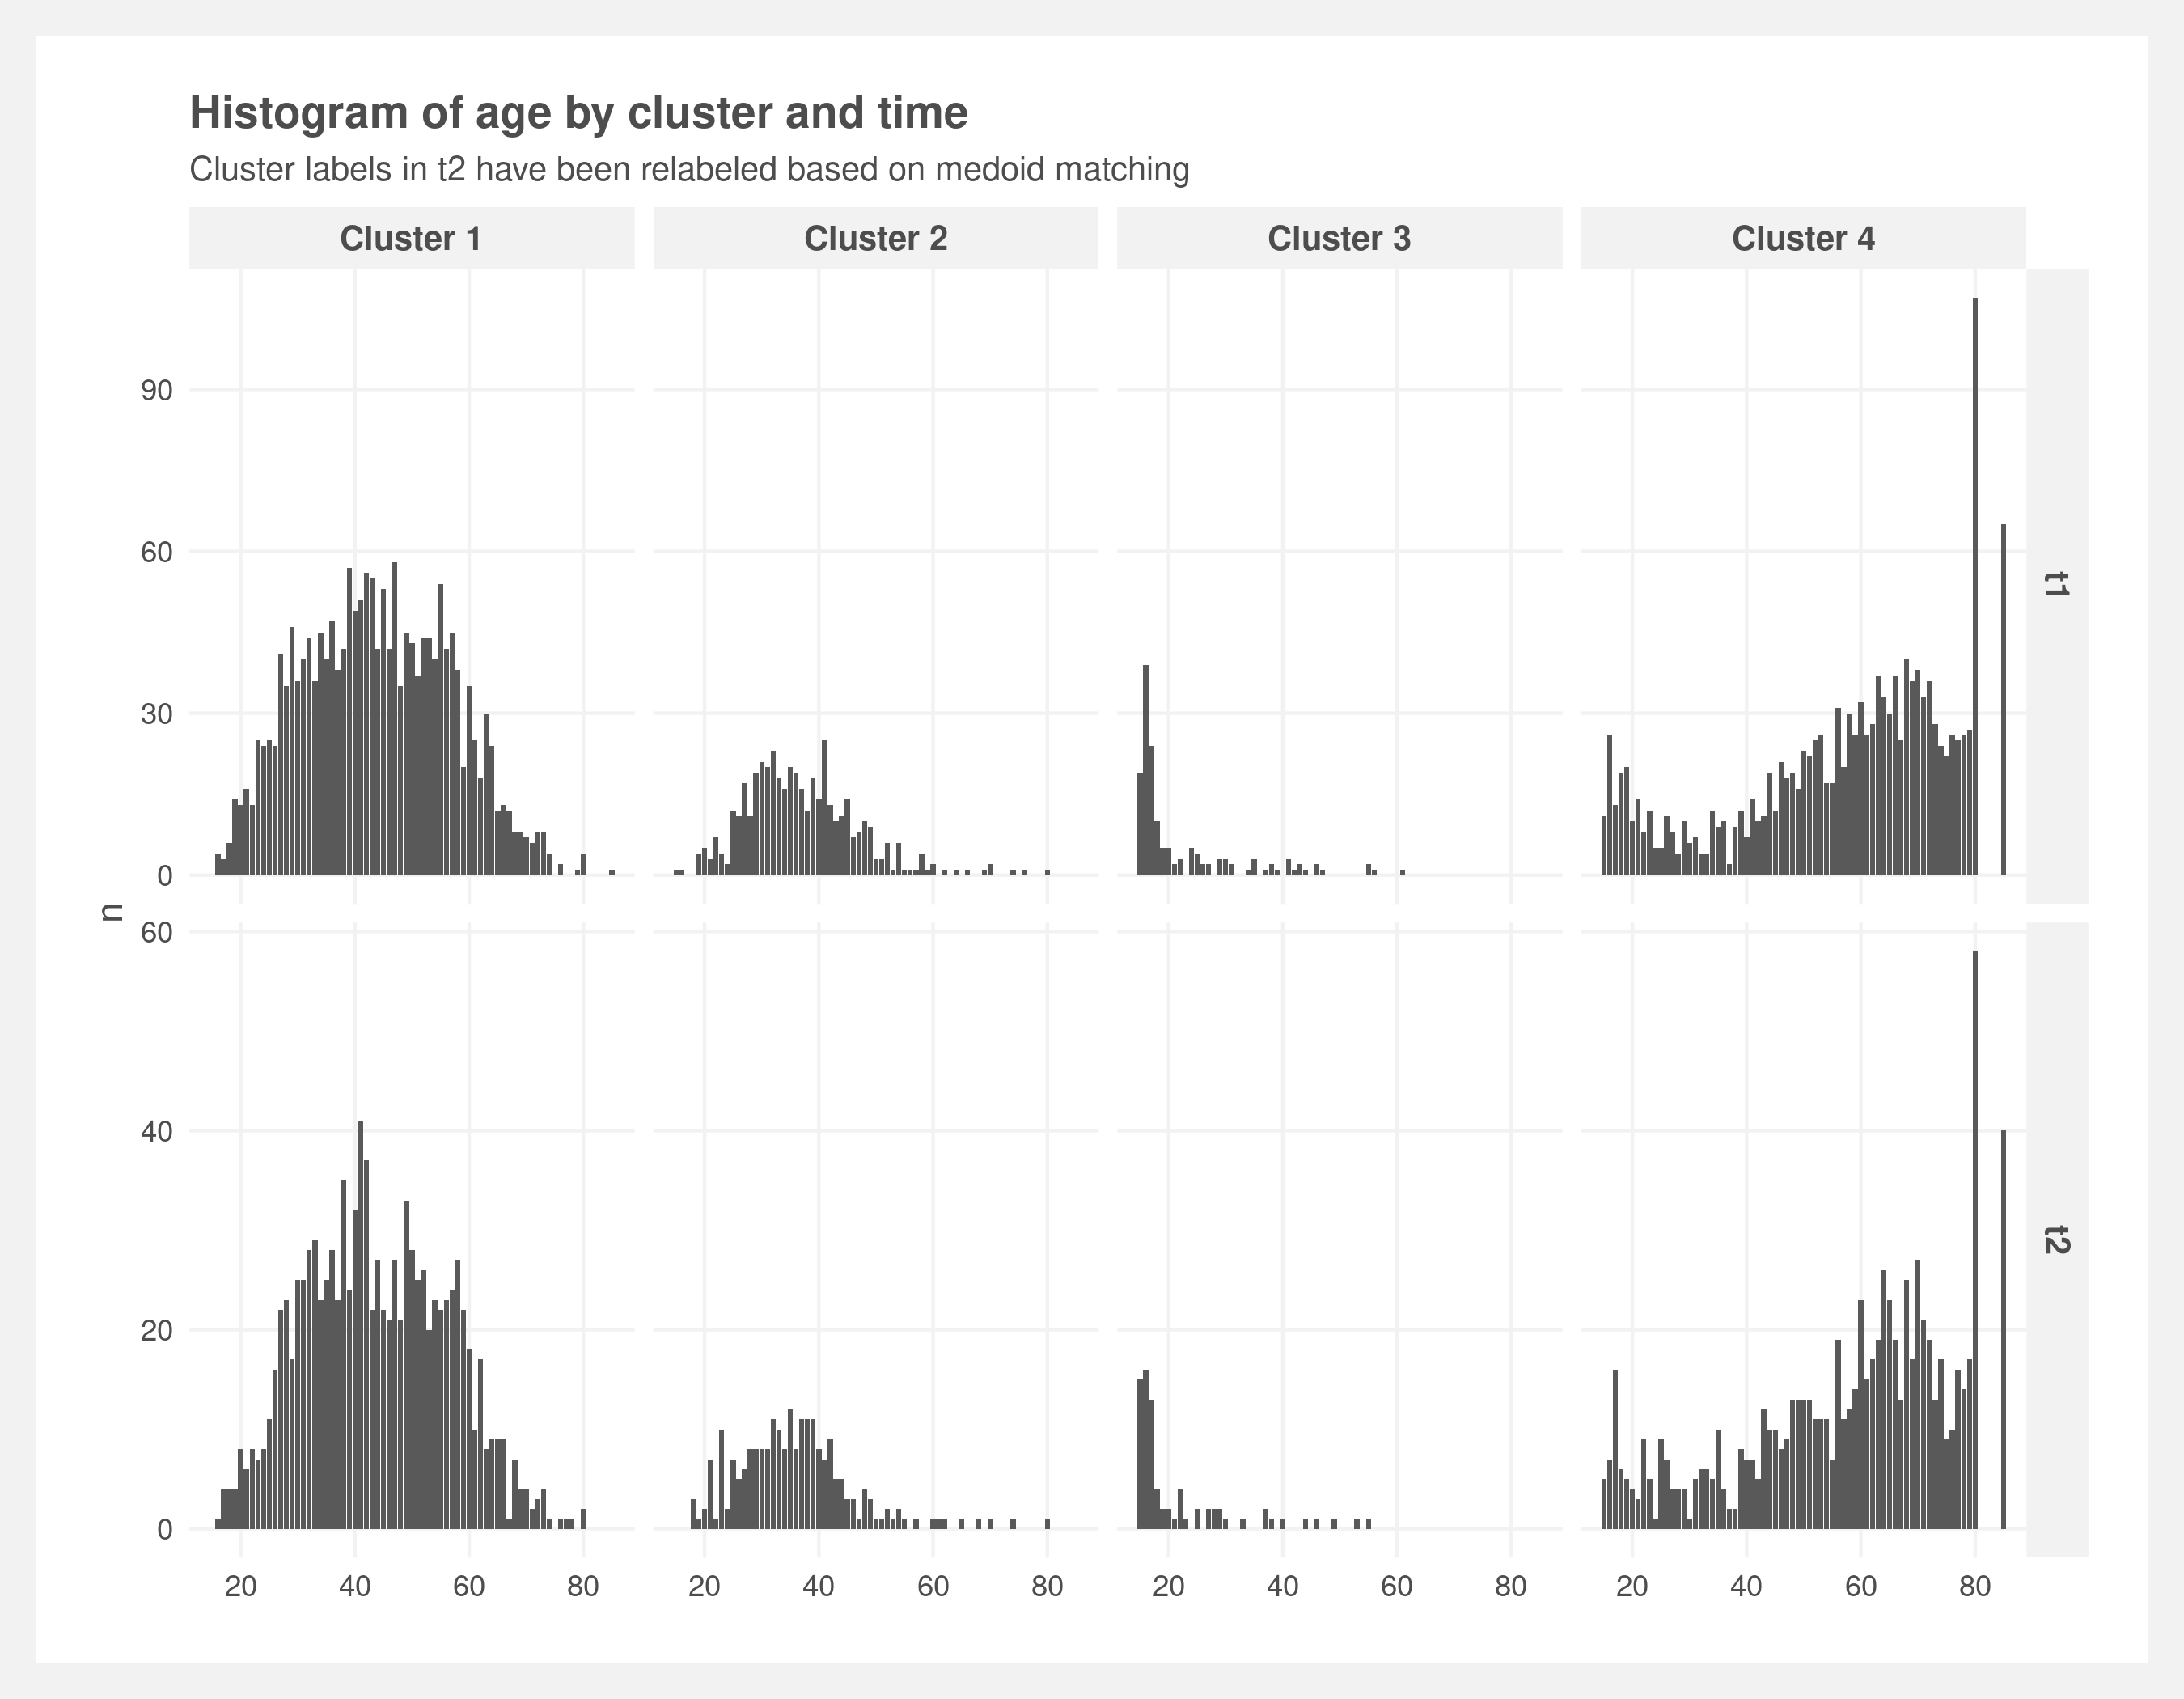 Histogram of age by cluster and time
Cluster labels in t2 have been relabeled based on medoid matching
Cluster 1 Cluster 2 Cluster 3 Cluster 4
90
60
30
0
t1
n
60
40
20
0
t2
20 40 60 80 20 40 60 80 20 40 60 80 20 40 60 80